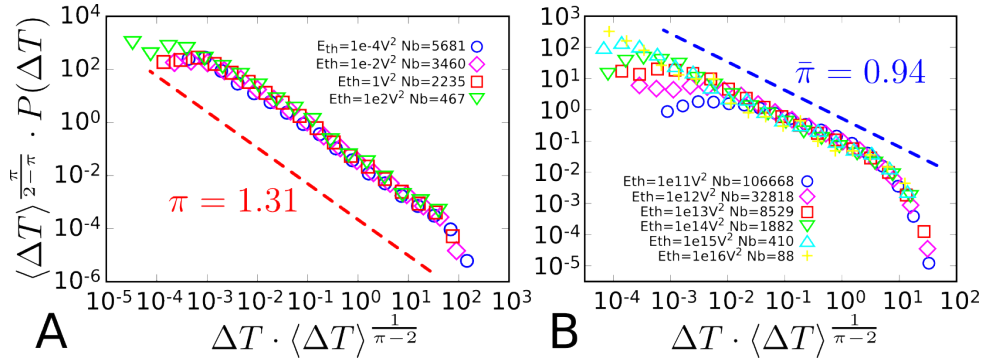 ⟨ΔT⟩^{π/(2−π)} · P(ΔT)
10^4
10^2
10^0
10^-2
10^-4
10^-6
E_th=1e-4V² Nb=5681
Eth=1e-2V² Nb=3460
Eth=1V² Nb=2235
Eth=1e2V² Nb=467
π = 1.31
10^-5 10^-4 10^-3 10^-2 10^-1 10^0 10^1 10^2 10^3
A
ΔT · ⟨ΔT⟩^{1/(π−2)}
10^3
10^2
10^1
10^0
10^-1
10^-2
10^-3
10^-4
10^-5
π̄ = 0.94
Eth=1e11V² Nb=106668
Eth=1e12V² Nb=32818
Eth=1e13V² Nb=8529
Eth=1e14V² Nb=1882
Eth=1e15V² Nb=410
Eth=1e16V² Nb=88
10^-4 10^-3 10^-2 10^-1 10^0 10^1 10^2
B
ΔT · ⟨ΔT⟩^{1/(π−2)}